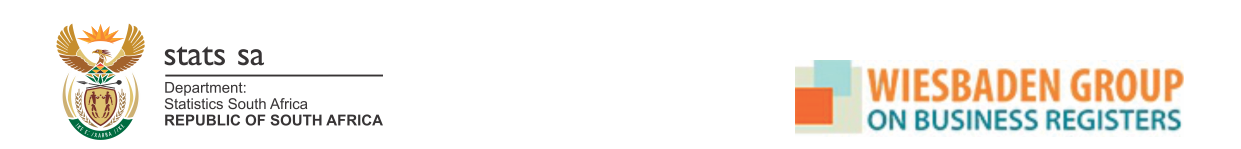 stats sa
Department:
Statistics South Africa
REPUBLIC OF SOUTH AFRICA
WIESBADEN GROUP
ON BUSINESS REGISTERS